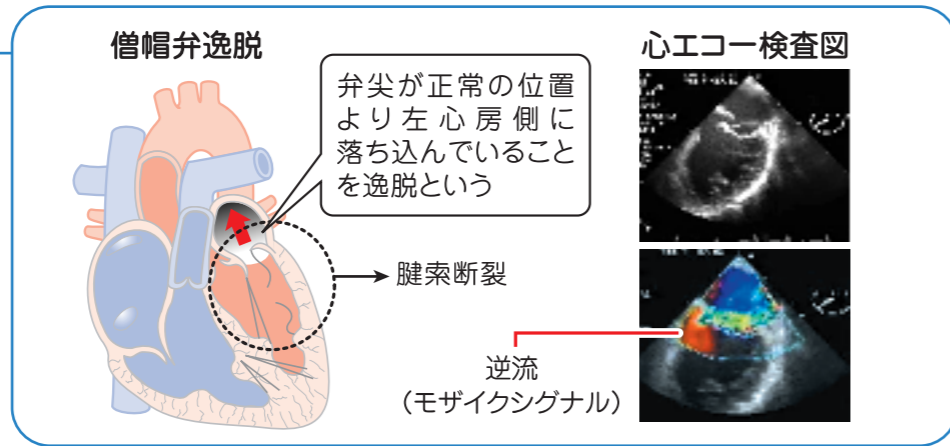 僧帽弁逸脱
弁尖が正常の位置
より左心房側に
落ち込んでいること
を逸脱という
腱索断裂
心エコー検査図
逆流
（モザイクシグナル）